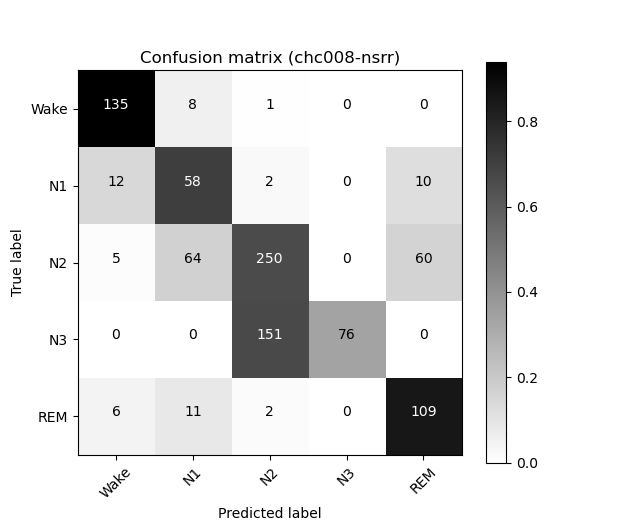 Confusion matrix (chc008-nsrr)
True label
Wake 135 8 1 0 0
N1 12 58 2 0 10
N2 5 64 250 0 60
N3 0 0 151 76 0
REM 6 11 2 0 109
Wake N1 N2 N3 REM
Predicted label
0.8
0.6
0.4
0.2
0.0